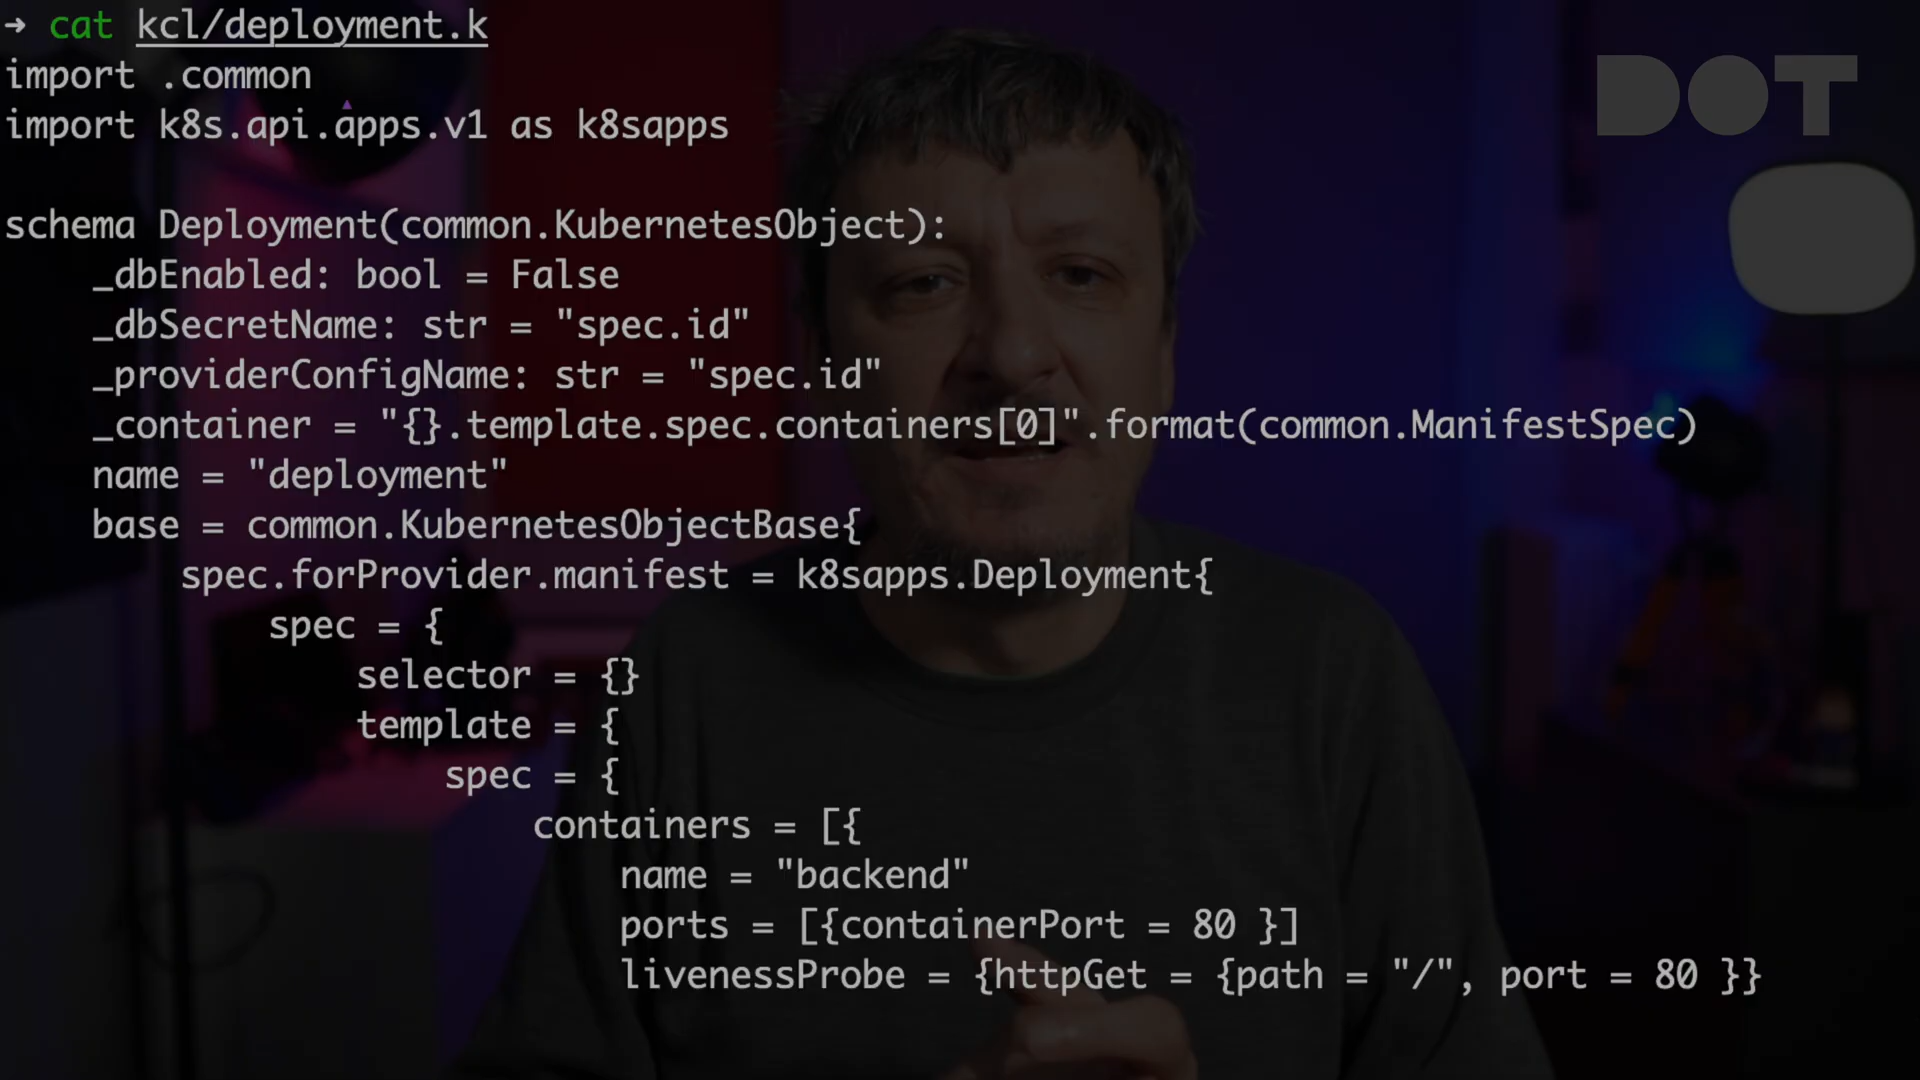 → cat kcl/deployment.k
DOT
import .common
import k8s.api.apps.v1 as k8sapps
schema Deployment(common.KubernetesObject):
    _dbEnabled: bool = False
    _dbSecretName: str = "spec.id"
    _providerConfigName: str = "spec.id"
    _container = "{}.template.spec.containers[0]".format(common.ManifestSpec)
    name = "deployment"
    base = common.KubernetesObjectBase{
        spec.forProvider.manifest = k8sapps.Deployment{
            spec = {
                selector = {}
                template = {
                    spec = {
                        containers = [{
                            name = "backend"
                            ports = [{containerPort = 80 }]
                            livenessProbe = {httpGet = {path = "/", port = 80 }}